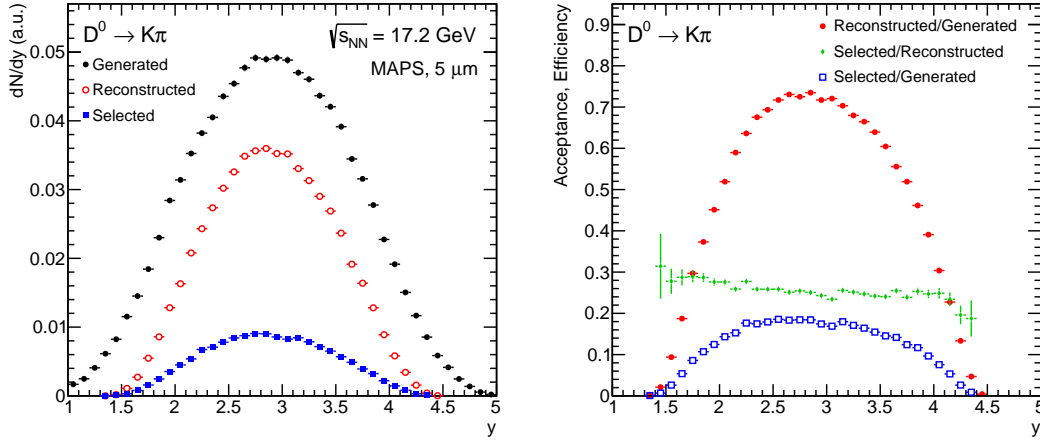 dN/dy (a.u.)
D⁰ → Kπ
√sNN = 17.2 GeV
MAPS, 5 μm
Generated
Reconstructed
Selected
0.05
0.04
0.03
0.02
0.01
0
1 1.5 2 2.5 3 3.5 4 4.5 5
y
Acceptance, Efficiency
D⁰ → Kπ
Reconstructed/Generated
Selected/Reconstructed
Selected/Generated
0.9
0.8
0.7
0.6
0.5
0.4
0.3
0.2
0.1
0
1 1.5 2 2.5 3 3.5 4 4.5 5
y